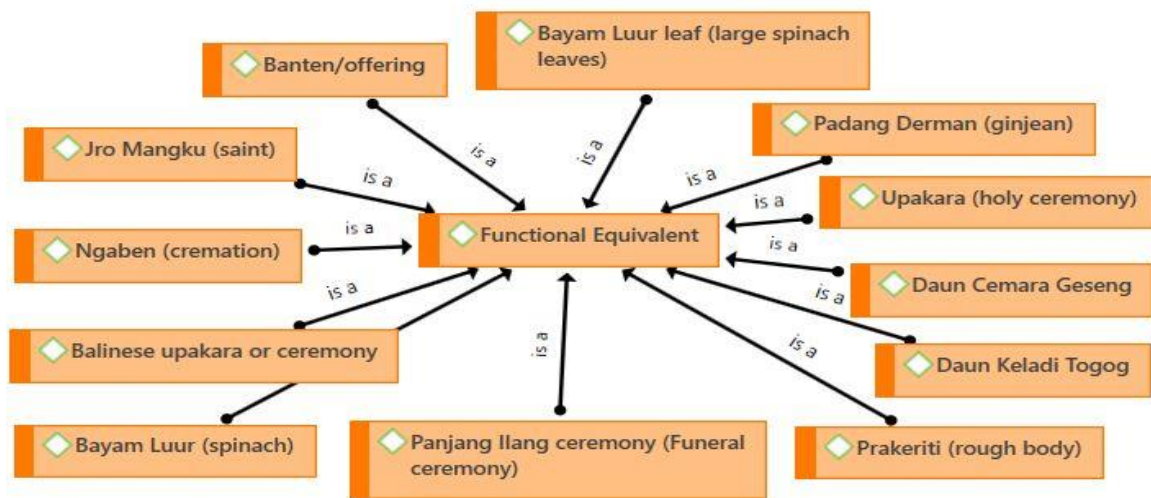 Bayam Luur leaf (large spinach
leaves)
Banten/offering
Padang Derman (ginjean)
Jro Mangku (saint)
is a
is a
is a
is a
Upakara (holy ceremony)
is a
Functional Equivalent
Ngaben (cremation)
is a
is a
Daun Cemara Geseng
is a
is a
Balinese upakara or ceremony
is a
is a
Daun Keladi Togog
Bayam Luur (spinach)
Panjang Ilang ceremony (Funeral
ceremony)
Prakeriti (rough body)